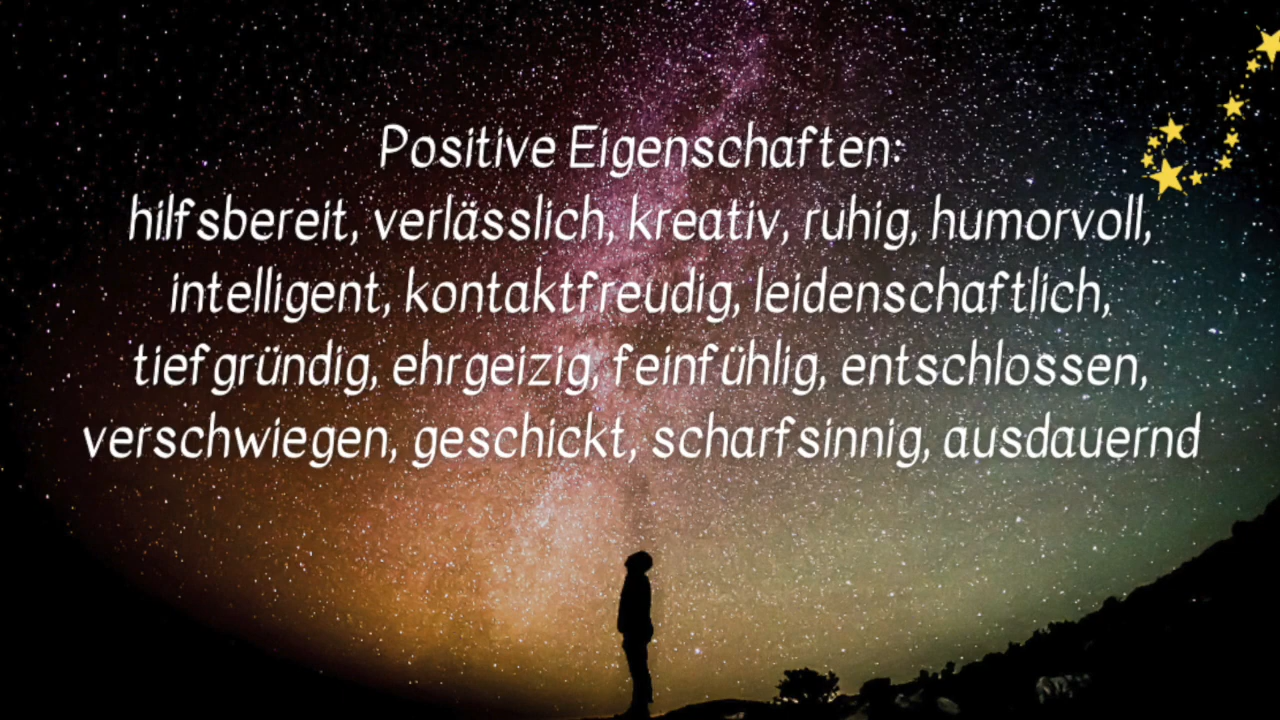 Positive Eigenschaften:
hilfsbereit, verlässlich, kreativ, ruhig, humorvoll,
intelligent, kontaktfreudig, leidenschaftlich,
tiefgründig, ehrgeizig, feinfühlig, entschlossen,
verschwiegen, geschickt, scharfsinnig, ausdauernd